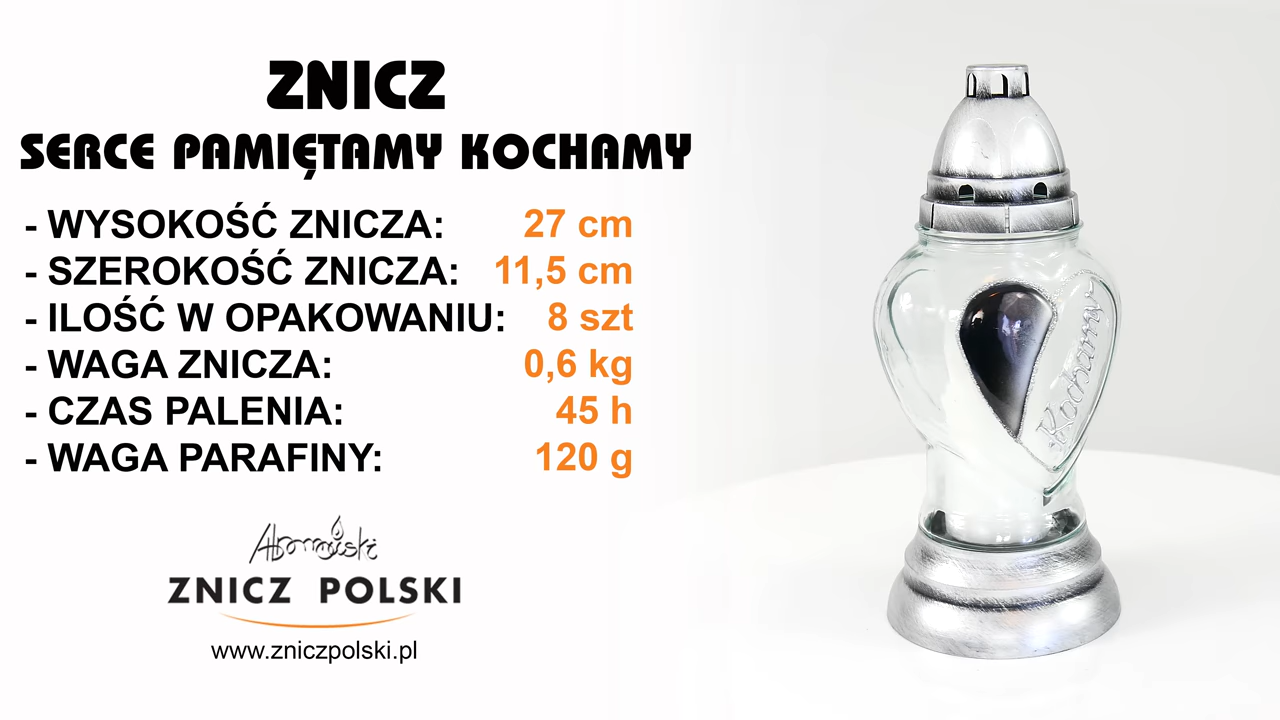 ZNICZ
SERCE PAMIĘTAMY KOCHAMY
- WYSOKOŚĆ ZNICZA: 27 cm
- SZEROKOŚĆ ZNICZA: 11,5 cm
- ILOŚĆ W OPAKOWANIU: 8 szt
- WAGA ZNICZA: 0,6 kg
- CZAS PALENIA: 45 h
- WAGA PARAFINY: 120 g
ZNICZ POLSKI
www.zniczpolski.pl
Kochamy